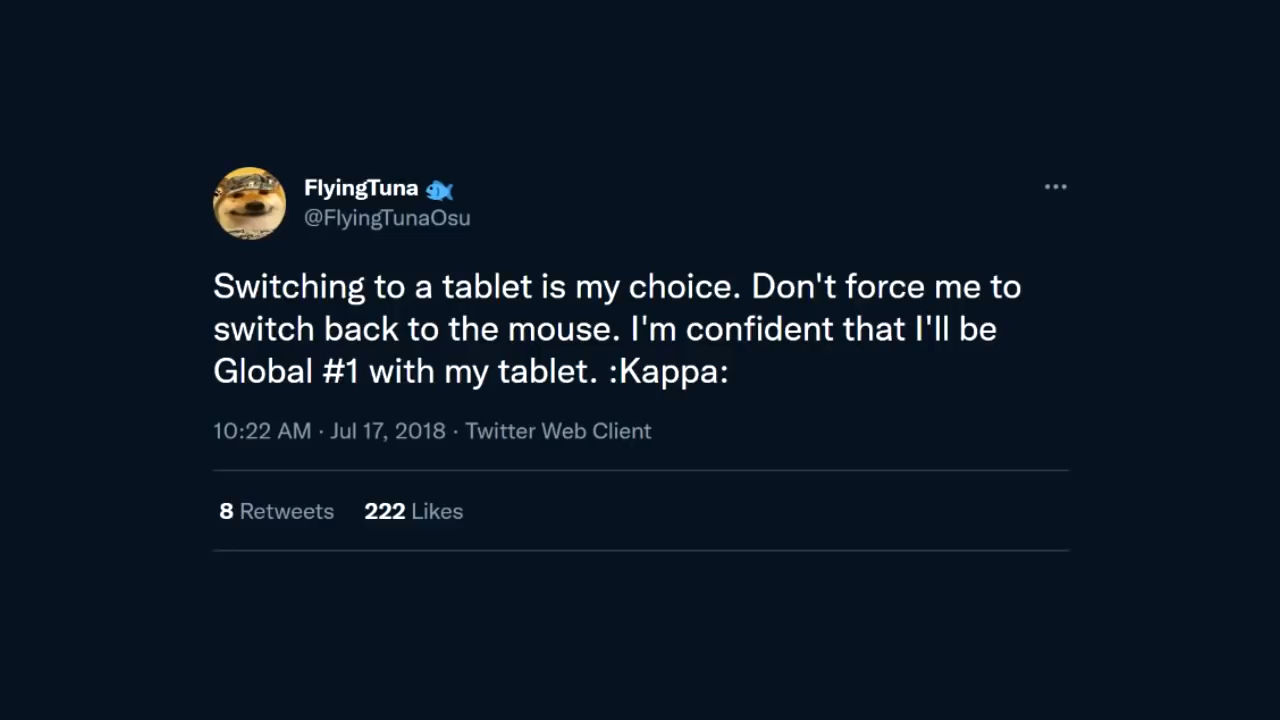 FlyingTuna 🐟
@FlyingTunaOsu
Switching to a tablet is my choice. Don't force me to
switch back to the mouse. I'm confident that I'll be
Global #1 with my tablet. :Kappa:
10:22 AM · Jul 17, 2018 · Twitter Web Client
8 Retweets 222 Likes